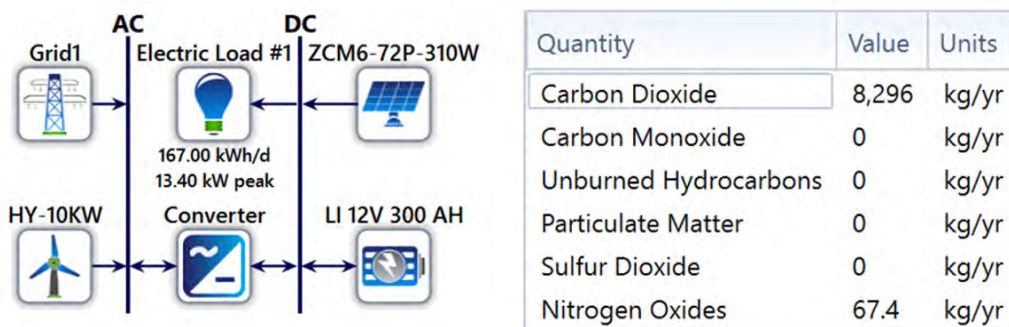 AC
DC
Grid1
Electric Load #1
ZCM6-72P-310W
167.00 kWh/d
13.40 kW peak
HY-10KW
Converter
LI 12V 300 AH
Quantity Value Units
Carbon Dioxide 8,296 kg/yr
Carbon Monoxide 0 kg/yr
Unburned Hydrocarbons 0 kg/yr
Particulate Matter 0 kg/yr
Sulfur Dioxide 0 kg/yr
Nitrogen Oxides 67.4 kg/yr